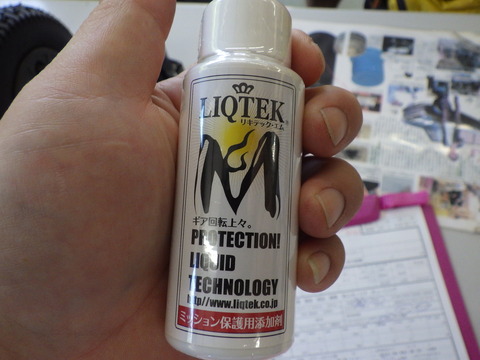 LIQTEK®
リキテック・エム
M
ギア回転上々。
PROTECTION!
LIQUID
TECHNOLOGY
http//www.liqtek.co.jp
ミッション保護用添加剤